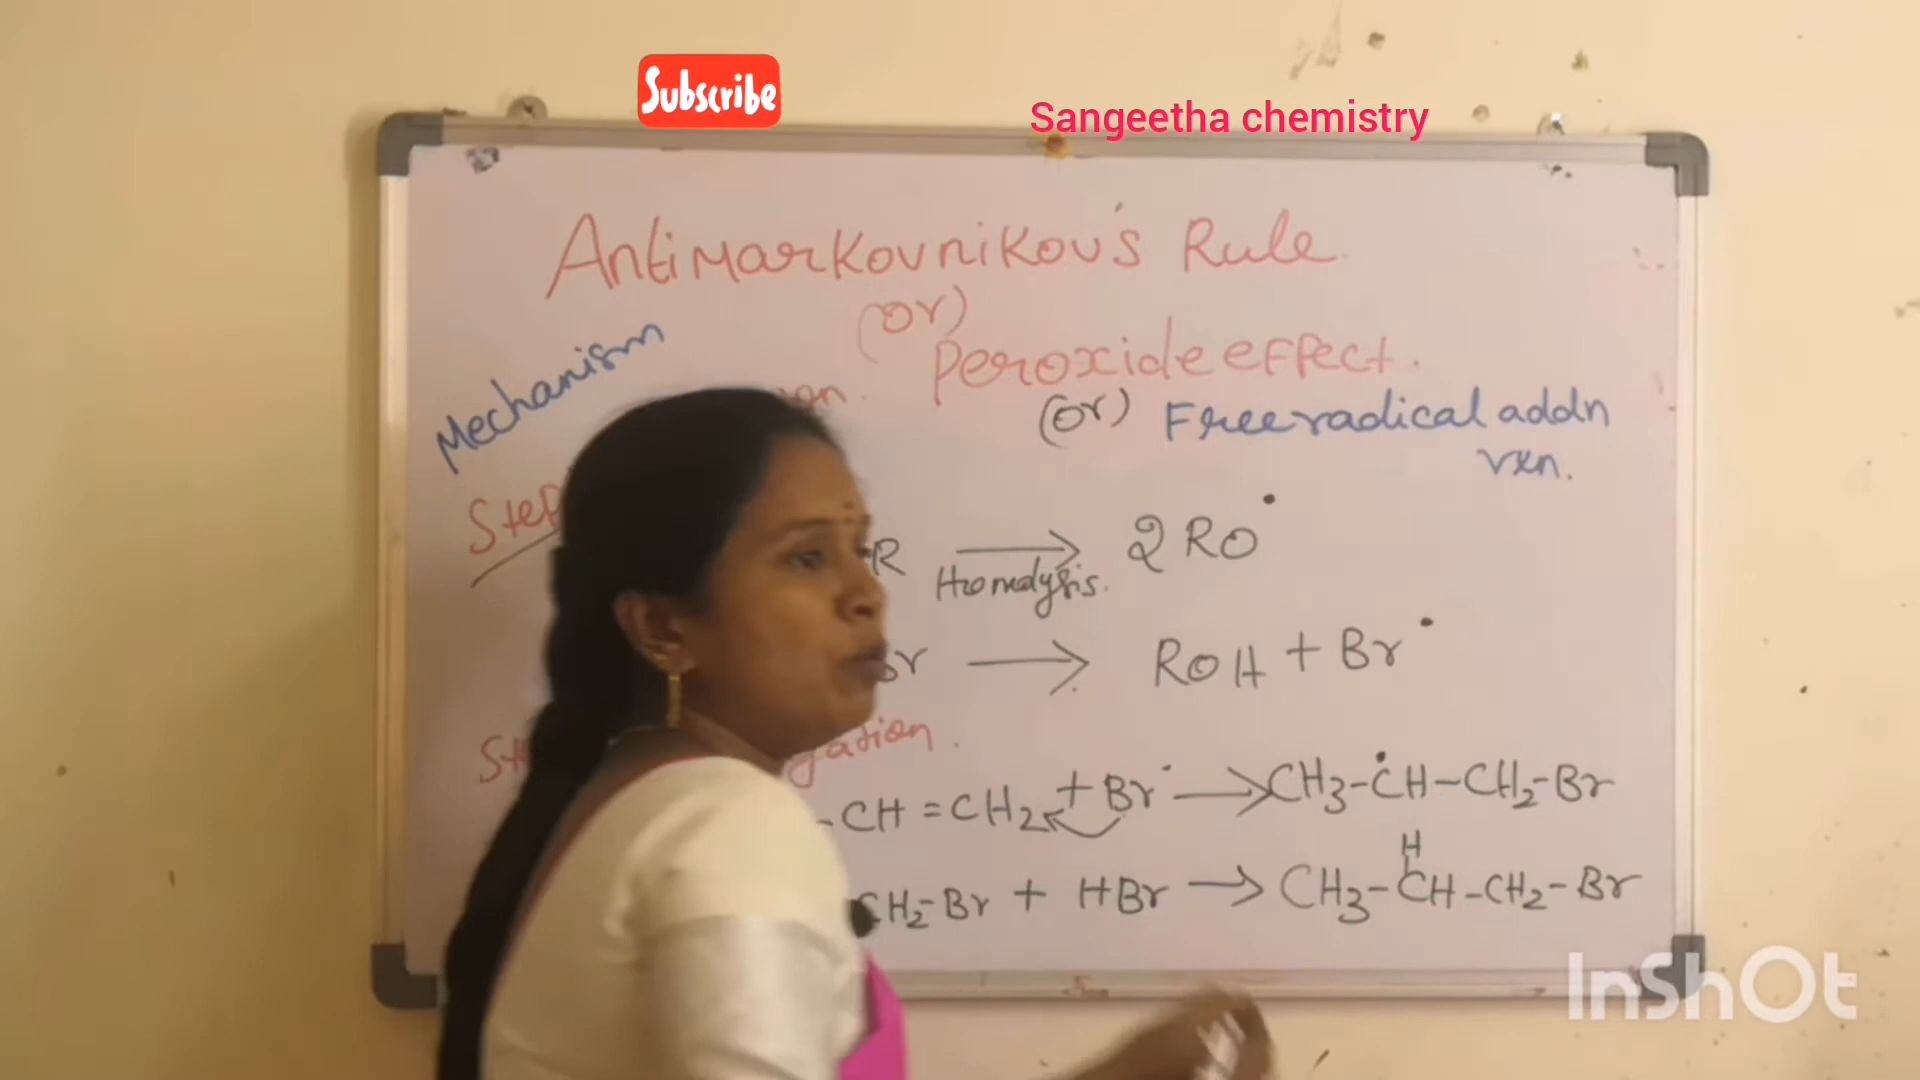 Subscribe
Sangeetha chemistry
Antimarkovnikov's Rule.
(or)
Peroxide effect.
(or) Free radical addn
rxn.
Mechanism
R ⟶ 2 RO•
Homolysis.
Br ⟶ ROH + Br•
-CH = CH2 + Br• ⟶ CH3-ĊH-CH2-Br
H
CH2-Br + HBr ⟶ CH3-CH-CH2-Br
InShOt